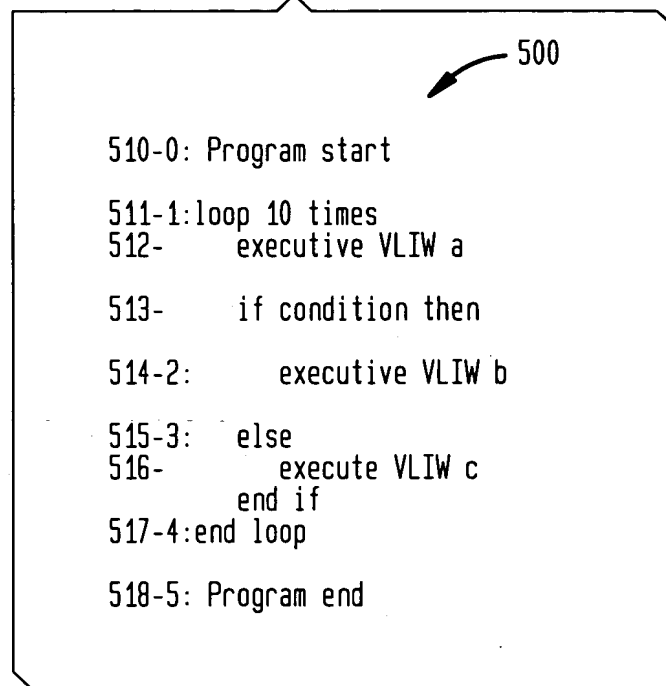 500
510-0: Program start
511-1:loop 10 times
512- executive VLIW a
513- if condition then
514-2: executive VLIW b
515-3: else
516- execute VLIW c
end if
517-4:end loop
518-5: Program end